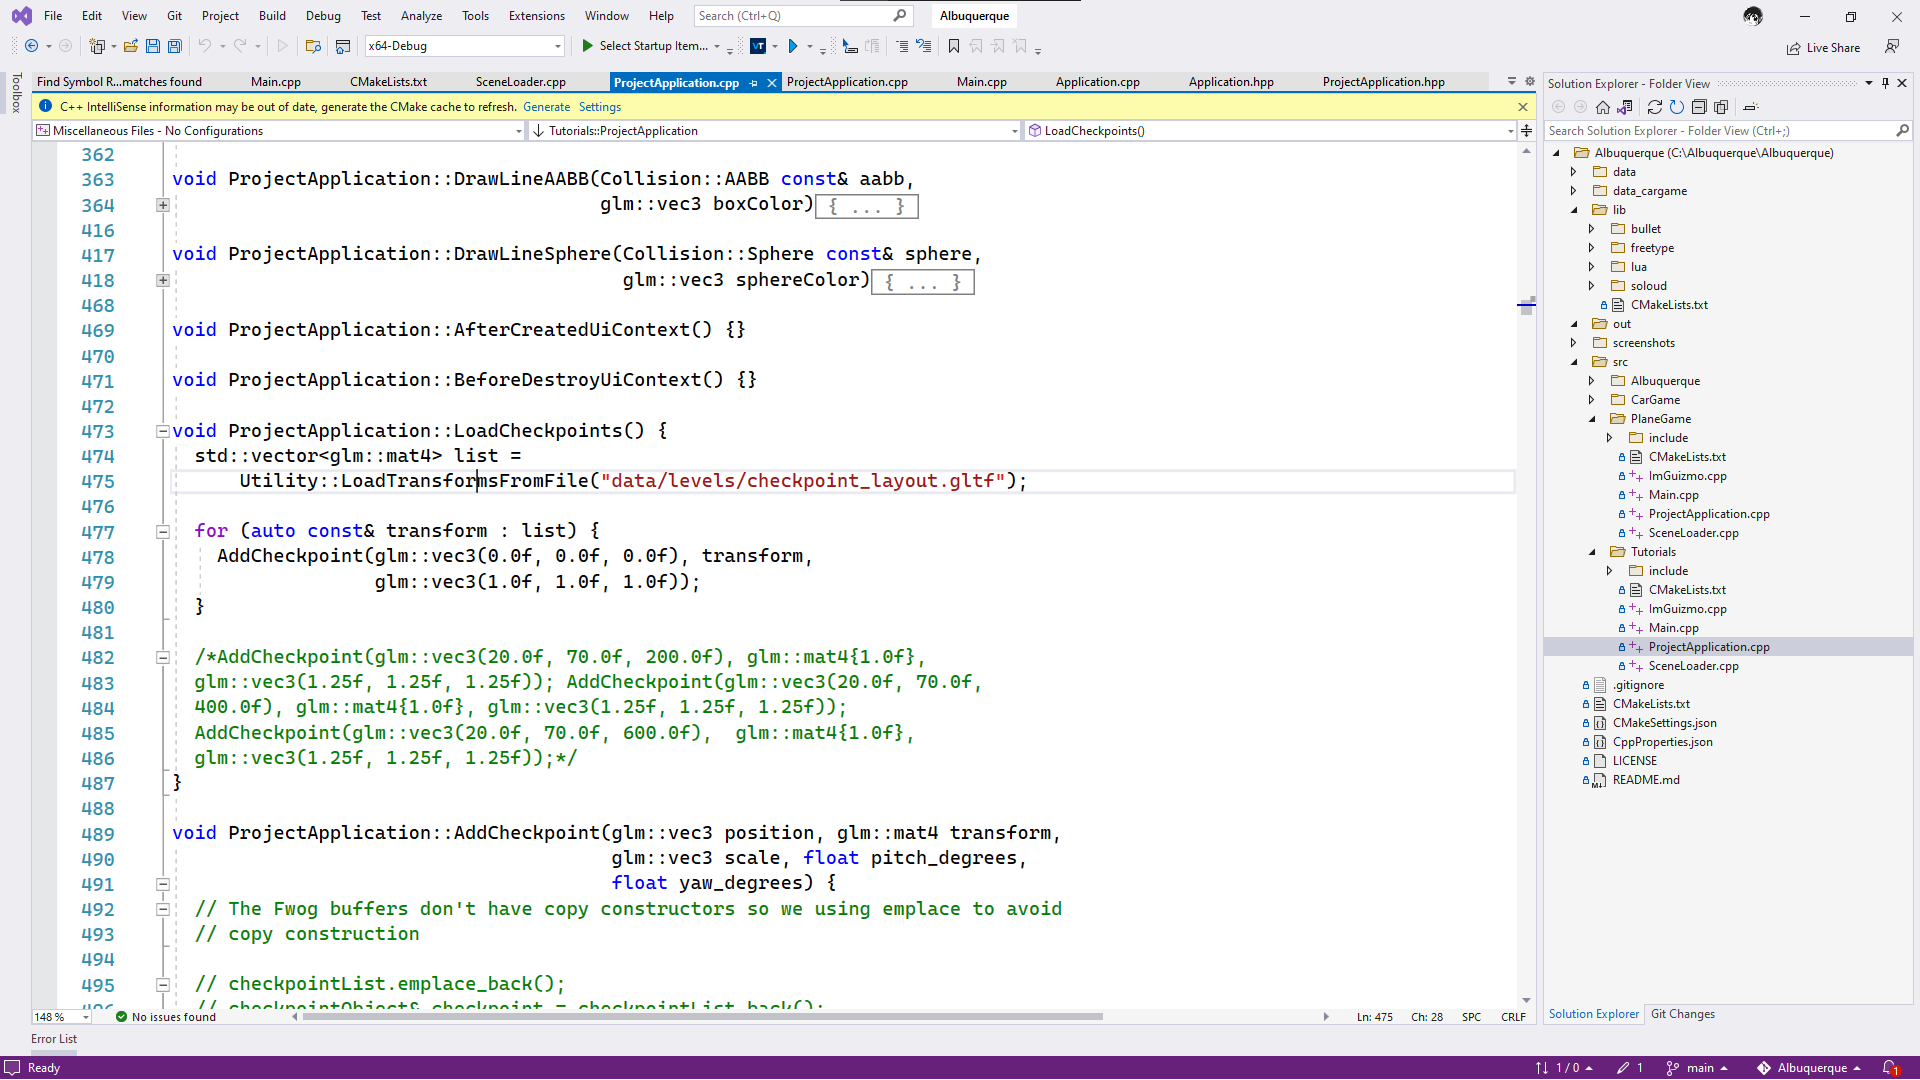 File Edit View Git Project Build Debug Test Analyze Tools Extensions Window Help Search (Ctrl+Q) Albuquerque
x64-Debug Select Startup Item... VT Live Share
Toolbox
Find Symbol R...matches found Main.cpp CMakeLists.txt SceneLoader.cpp ProjectApplication.cpp ProjectApplication.cpp Main.cpp Application.cpp Application.hpp ProjectApplication.hpp
C++ IntelliSense information may be out of date, generate the CMake cache to refresh. Generate Settings
Miscellaneous Files - No Configurations Tutorials::ProjectApplication LoadCheckpoints()
362
363 void ProjectApplication::DrawLineAABB(Collision::AABB const& aabb,
364 glm::vec3 boxColor){ ... }
416
417 void ProjectApplication::DrawLineSphere(Collision::Sphere const& sphere,
418 glm::vec3 sphereColor){ ... }
468
469 void ProjectApplication::AfterCreatedUiContext() {}
470
471 void ProjectApplication::BeforeDestroyUiContext() {}
472
473 void ProjectApplication::LoadCheckpoints() {
474 std::vector<glm::mat4> list =
475 Utility::LoadTransformsFromFile("data/levels/checkpoint_layout.gltf");
476
477 for (auto const& transform : list) {
478 AddCheckpoint(glm::vec3(0.0f, 0.0f, 0.0f), transform,
479 glm::vec3(1.0f, 1.0f, 1.0f));
480 }
481
482 /*AddCheckpoint(glm::vec3(20.0f, 70.0f, 200.0f), glm::mat4{1.0f},
483 glm::vec3(1.25f, 1.25f, 1.25f)); AddCheckpoint(glm::vec3(20.0f, 70.0f,
484 400.0f), glm::mat4{1.0f}, glm::vec3(1.25f, 1.25f, 1.25f));
485 AddCheckpoint(glm::vec3(20.0f, 70.0f, 600.0f),  glm::mat4{1.0f},
486 glm::vec3(1.25f, 1.25f, 1.25f));*/
487 }
488
489 void ProjectApplication::AddCheckpoint(glm::vec3 position, glm::mat4 transform,
490 glm::vec3 scale, float pitch_degrees,
491 float yaw_degrees) {
492 // The Fwog buffers don't have copy constructors so we using emplace to avoid
493 // copy construction
494
495 // checkpointList.emplace_back();
496 // checkpointObject& checkpoint = checkpointList.back();
148 % No issues found Ln: 475 Ch: 28 SPC CRLF
Error List
Solution Explorer - Folder View
Search Solution Explorer - Folder View (Ctrl+;)
Albuquerque (C:\Albuquerque\Albuquerque)
data
data_cargame
lib
bullet
freetype
lua
soloud
CMakeLists.txt
out
screenshots
src
Albuquerque
CarGame
PlaneGame
include
CMakeLists.txt
ImGuizmo.cpp
Main.cpp
ProjectApplication.cpp
SceneLoader.cpp
Tutorials
include
CMakeLists.txt
ImGuizmo.cpp
Main.cpp
ProjectApplication.cpp
SceneLoader.cpp
.gitignore
CMakeLists.txt
CMakeSettings.json
CppProperties.json
LICENSE
README.md
Solution Explorer Git Changes
Ready 1 / 0 1 main Albuquerque 1